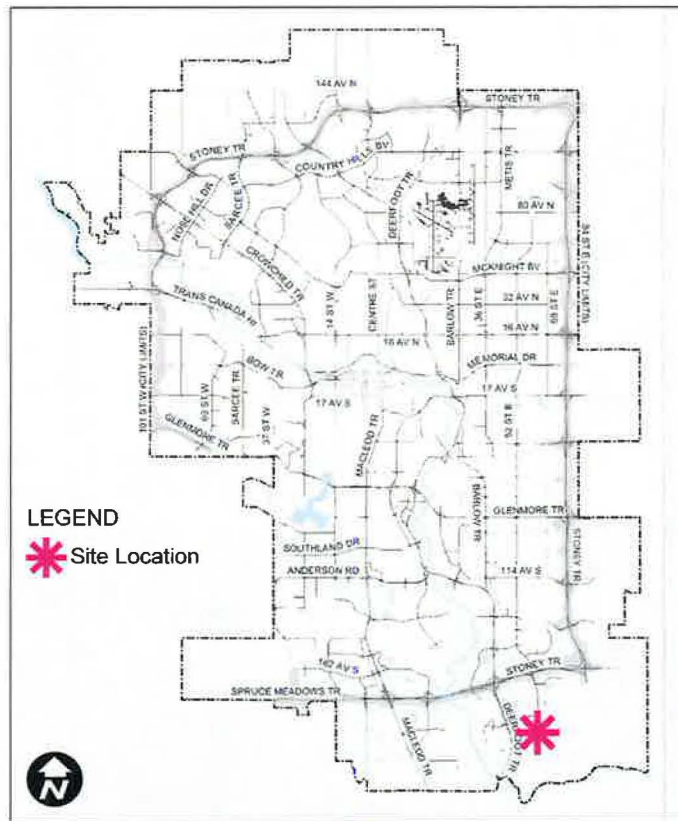 144 AV N
STONEY TR
STONEY TR
COUNTRY HILLS BV
METIS TR
DEERFOOT TR
NOSE HILL DR
SARCEE TR
80 AV N
CROWCHILD TR
MCKNIGHT BV
84 ST E (CITY LIMITS)
TRANS CANADA HI
14 ST W
CENTRE ST
BARLOW TR
36 ST E
32 AV N
68 ST E
16 AV N
16 AV N
101 ST W (CITY LIMITS)
BOW TR
MEMORIAL DR
69 ST W
SARCEE TR
17 AV S
17 AV S
37 ST W
MACLEOD TR
52 ST E
GLENMORE TR
BARLOW TR
GLENMORE TR
LEGEND
Site Location
SOUTHLAND DR
STONEY TR
ANDERSON RD
114 AV S
162 AV S
STONEY TR
SPRUCE MEADOWS TR
MACLEOD TR
DEERFOOT TR
N